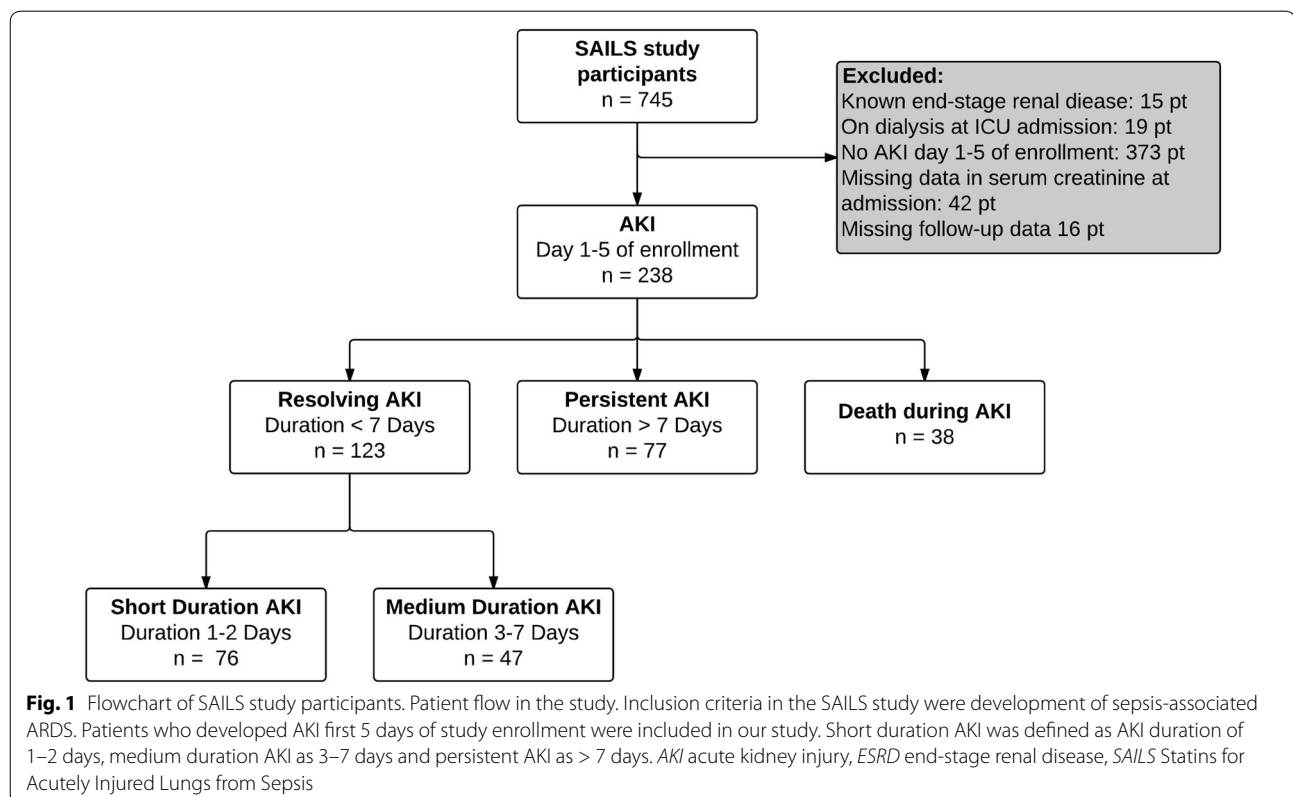 SAILS study
participants
n = 745
Excluded:
Known end-stage renal disease: 15 pt
On dialysis at ICU admission: 19 pt
No AKI day 1-5 of enrollment: 373 pt
Missing data in serum creatinine at
admission: 42 pt
Missing follow-up data 16 pt
AKI
Day 1-5 of enrollment
n = 238
Resolving AKI
Duration < 7 Days
n = 123
Persistent AKI
Duration > 7 Days
n = 77
Death during AKI
n = 38
Short Duration AKI
Duration 1-2 Days
n = 76
Medium Duration AKI
Duration 3-7 Days
n = 47
Fig. 1 Flowchart of SAILS study participants. Patient flow in the study. Inclusion criteria in the SAILS study were development of sepsis-associated
ARDS. Patients who developed AKI first 5 days of study enrollment were included in our study. Short duration AKI was defined as AKI duration of
1–2 days, medium duration AKI as 3–7 days and persistent AKI as > 7 days. AKI acute kidney injury, ESRD end-stage renal disease, SAILS Statins for
Acutely Injured Lungs from Sepsis